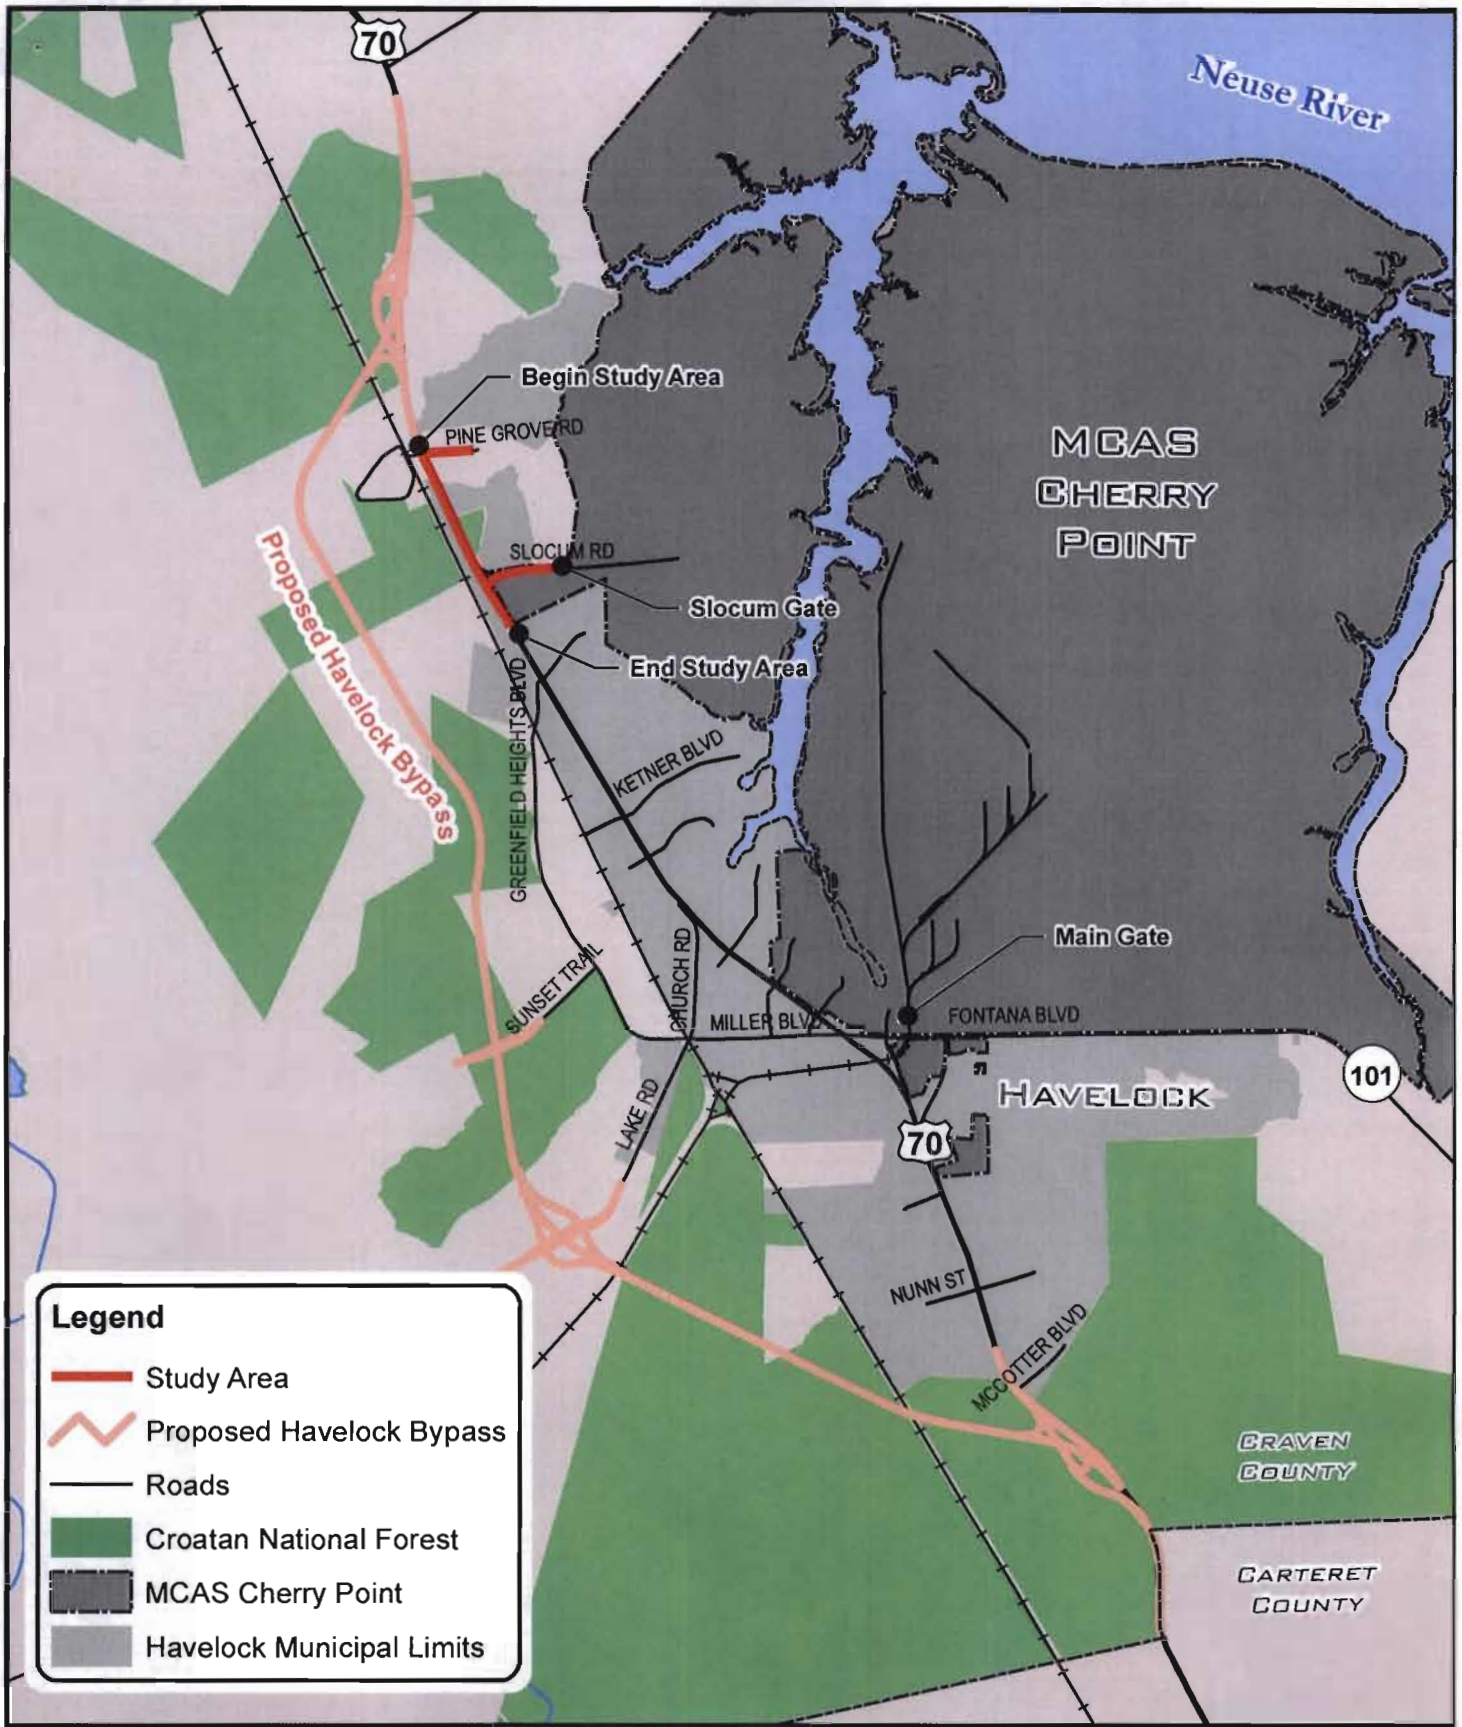 70
Neuse River
Begin Study Area
PINE GROVE RD
MCAS
CHERRY
POINT
SLOCUM RD
Slocum Gate
End Study Area
Proposed Havelock Bypass
GREENFIELD HEIGHTS BLVD
KETNER BLVD
Main Gate
SUNSET TRAIL
CHURCH RD
MILLER BLVD
FONTANA BLVD
101
HAVELOCK
LAKE RD
70
NUNN ST
MCCOTTER BLVD
CRAVEN
COUNTY
CARTERET
COUNTY
Legend
Study Area
Proposed Havelock Bypass
Roads
Croatan National Forest
MCAS Cherry Point
Havelock Municipal Limits